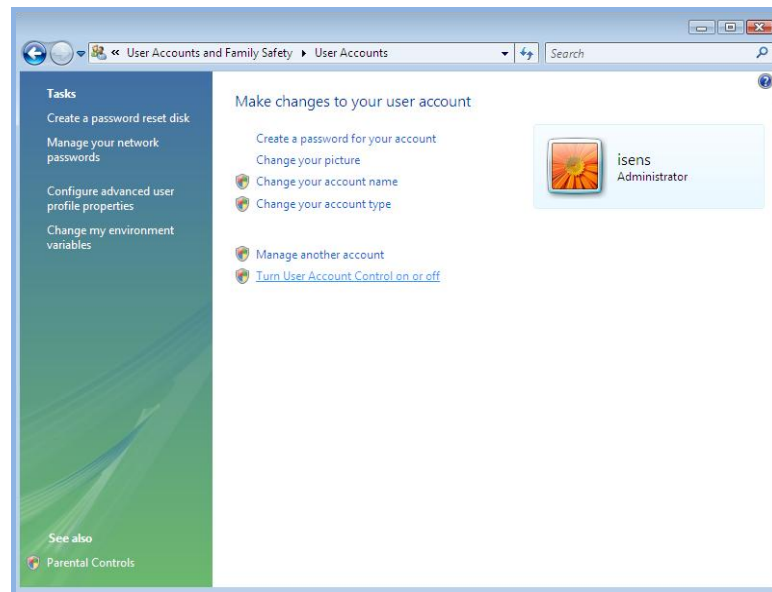 « User Accounts and Family Safety ▸ User Accounts
Search
Tasks
Create a password reset disk
Manage your network
passwords
Configure advanced user
profile properties
Change my environment
variables
See also
Parental Controls
Make changes to your user account
Create a password for your account
Change your picture
Change your account name
Change your account type
Manage another account
Turn User Account Control on or off
isens
Administrator